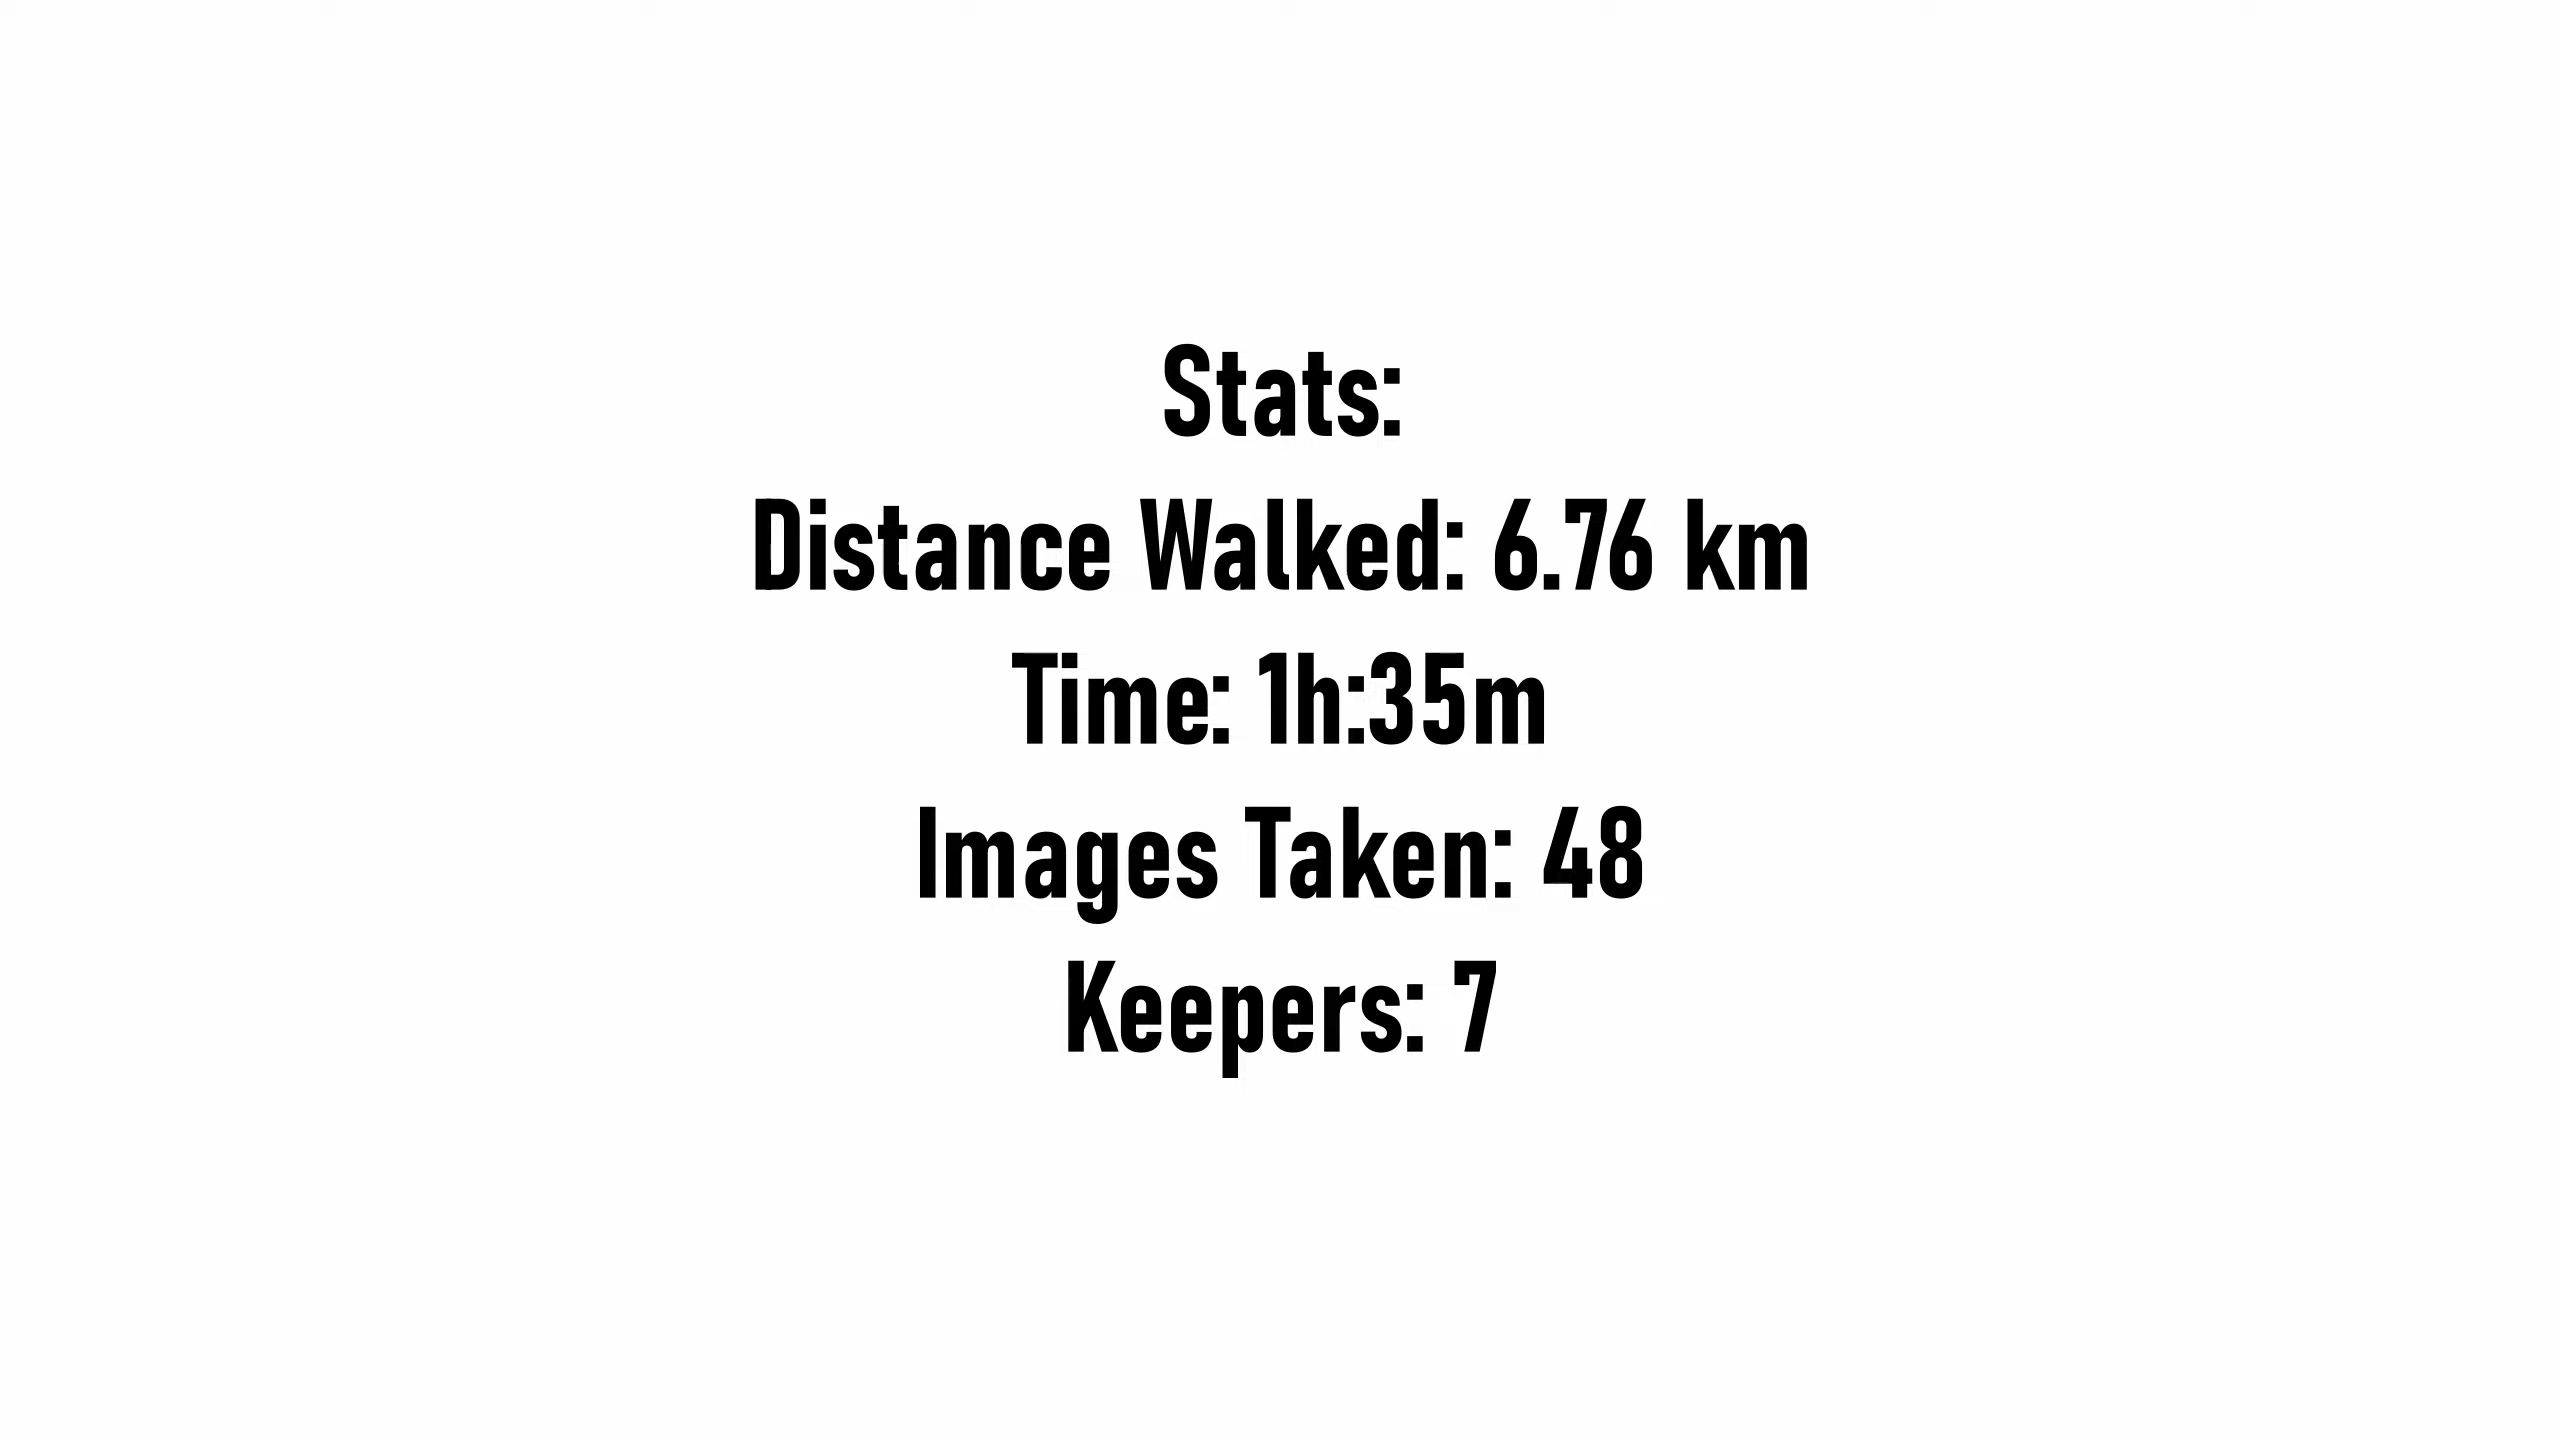 Stats:
Distance Walked: 6.76 km
Time: 1h:35m
Images Taken: 48
Keepers: 7